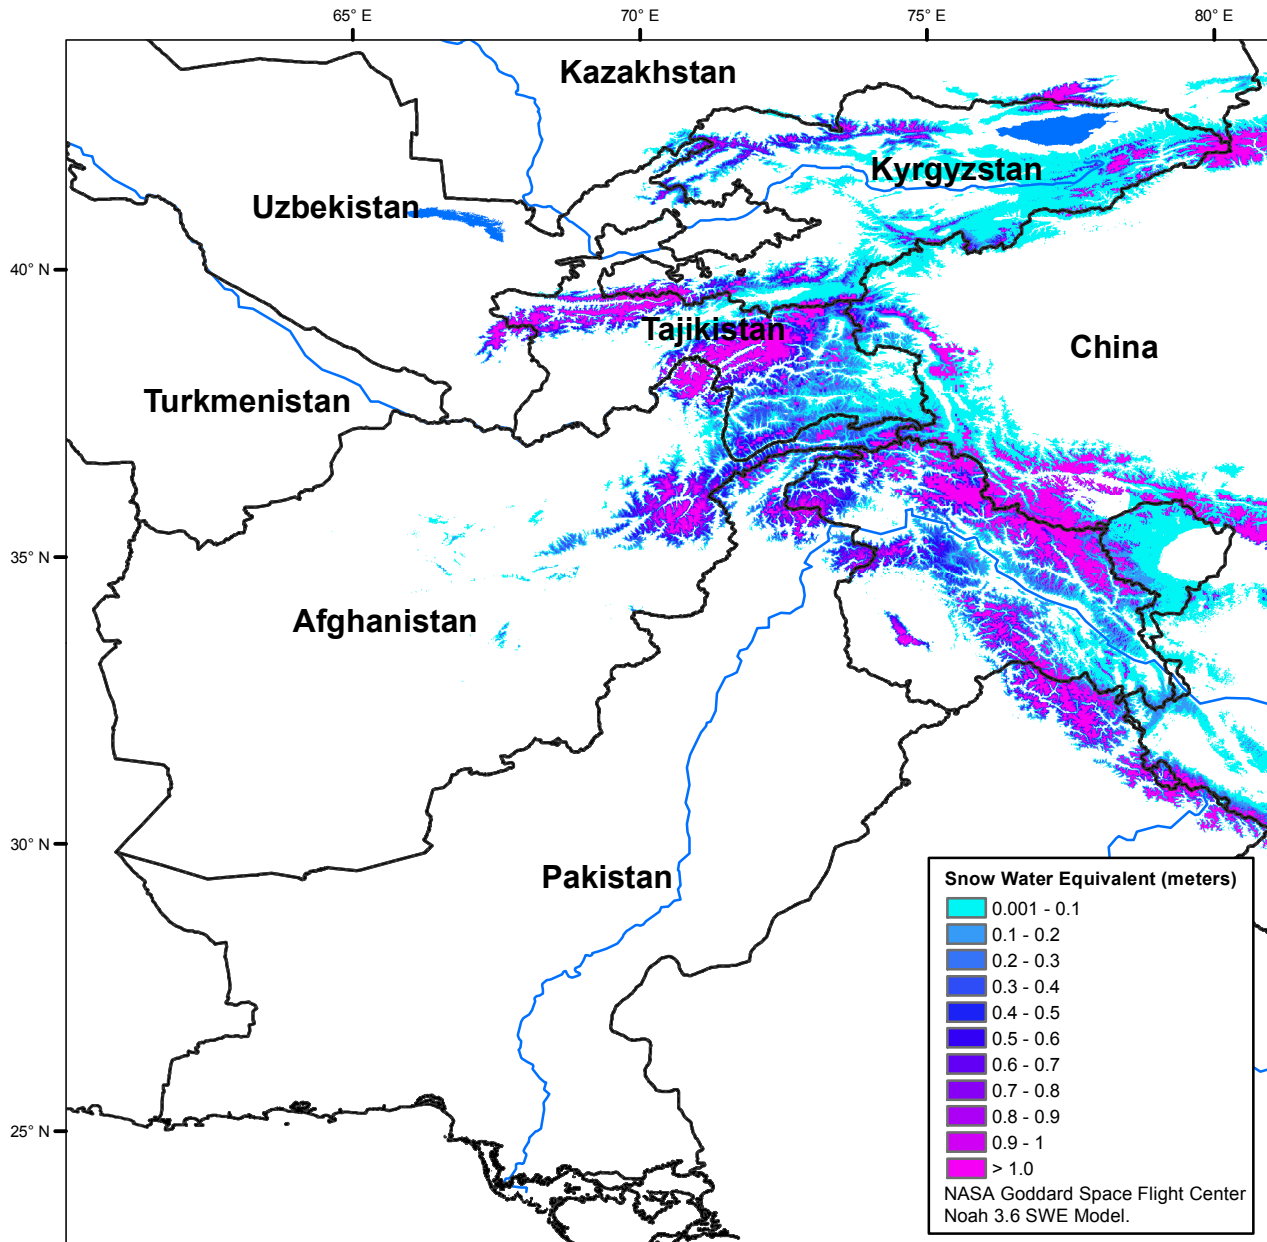 65° E
70° E
75° E
80° E
Kazakhstan
Kyrgyzstan
Uzbekistan
40° N
Tajikistan
China
Turkmenistan
35° N
Afghanistan
30° N
Pakistan
25° N
Snow Water Equivalent (meters)
0.001 - 0.1
0.1 - 0.2
0.2 - 0.3
0.3 - 0.4
0.4 - 0.5
0.5 - 0.6
0.6 - 0.7
0.7 - 0.8
0.8 - 0.9
0.9 - 1
> 1.0
NASA Goddard Space Flight Center
Noah 3.6 SWE Model.